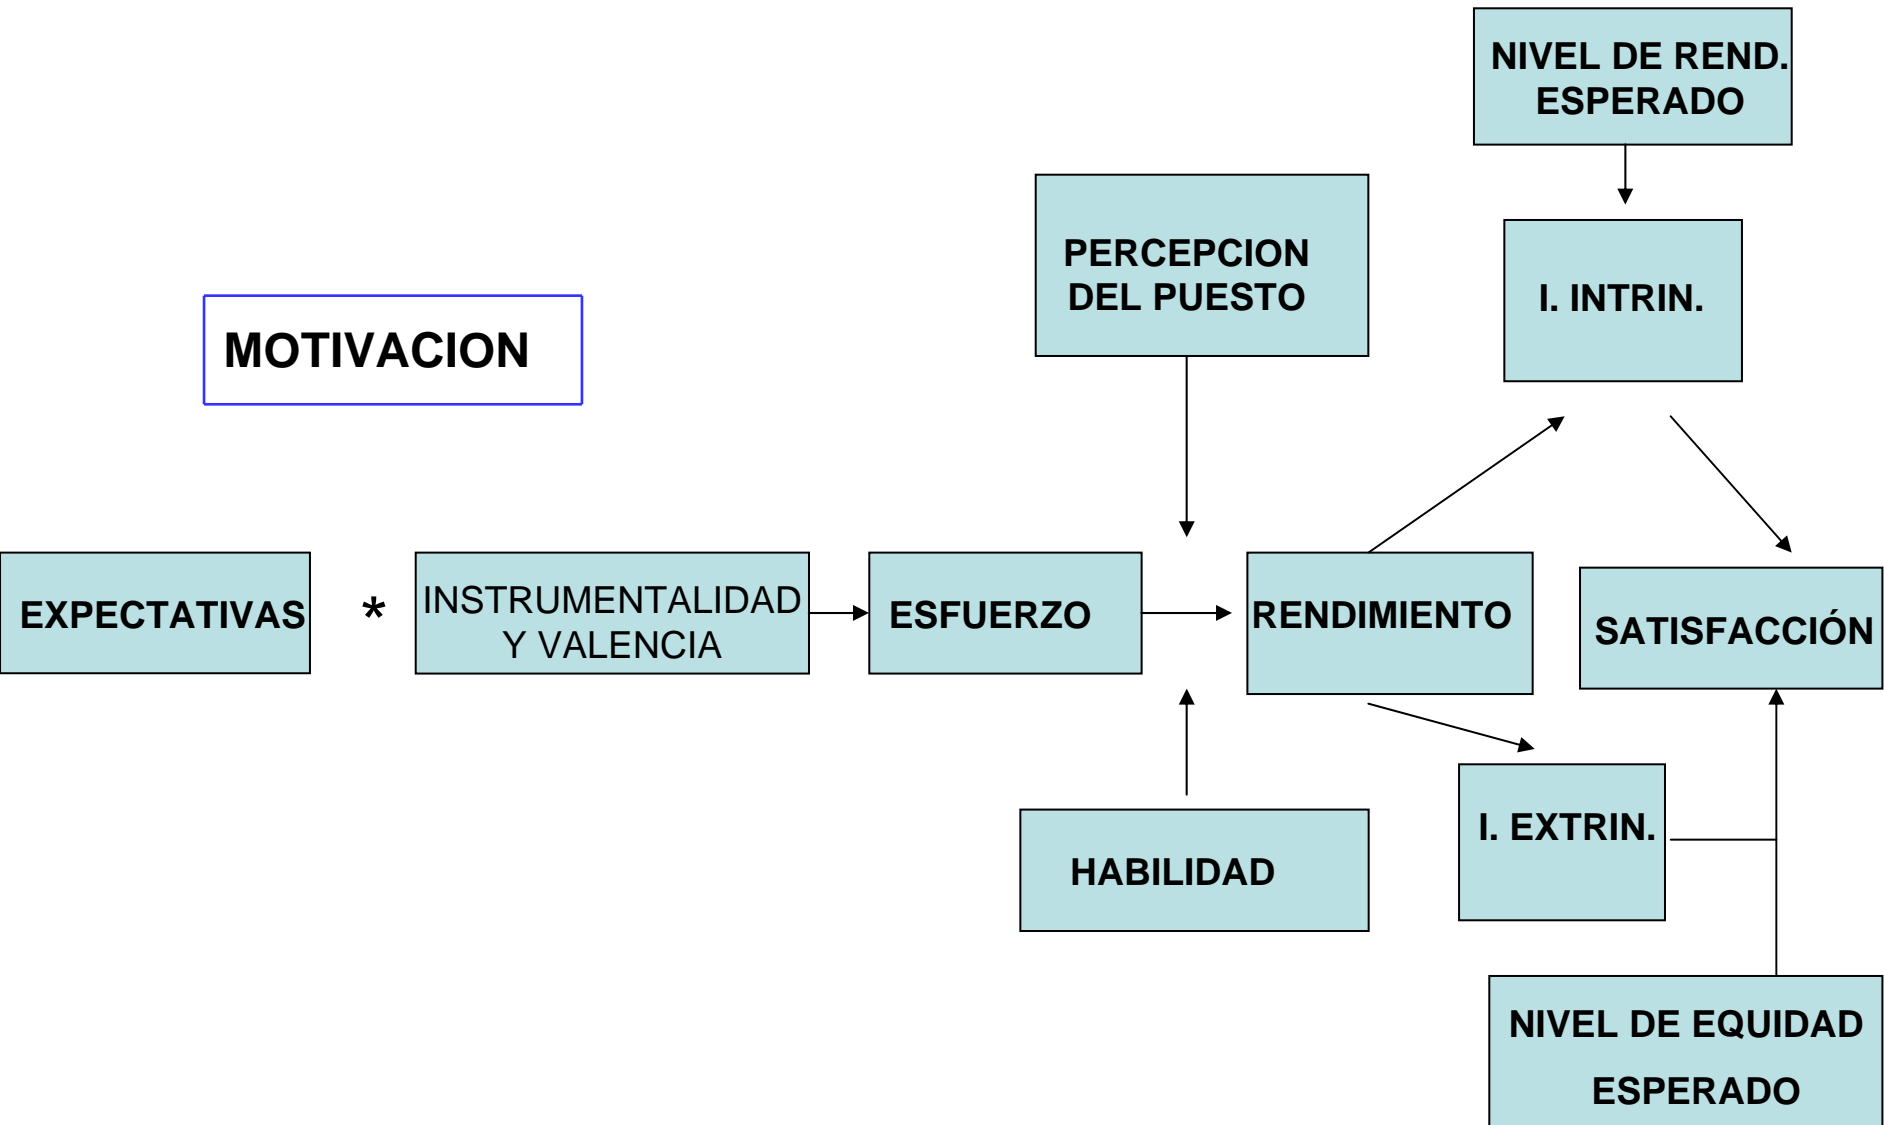 NIVEL DE REND.
ESPERADO
PERCEPCION
DEL PUESTO
I. INTRIN.
MOTIVACION
EXPECTATIVAS
*
INSTRUMENTALIDAD
Y VALENCIA
ESFUERZO
RENDIMIENTO
SATISFACCIÓN
I. EXTRIN.
HABILIDAD
NIVEL DE EQUIDAD
ESPERADO